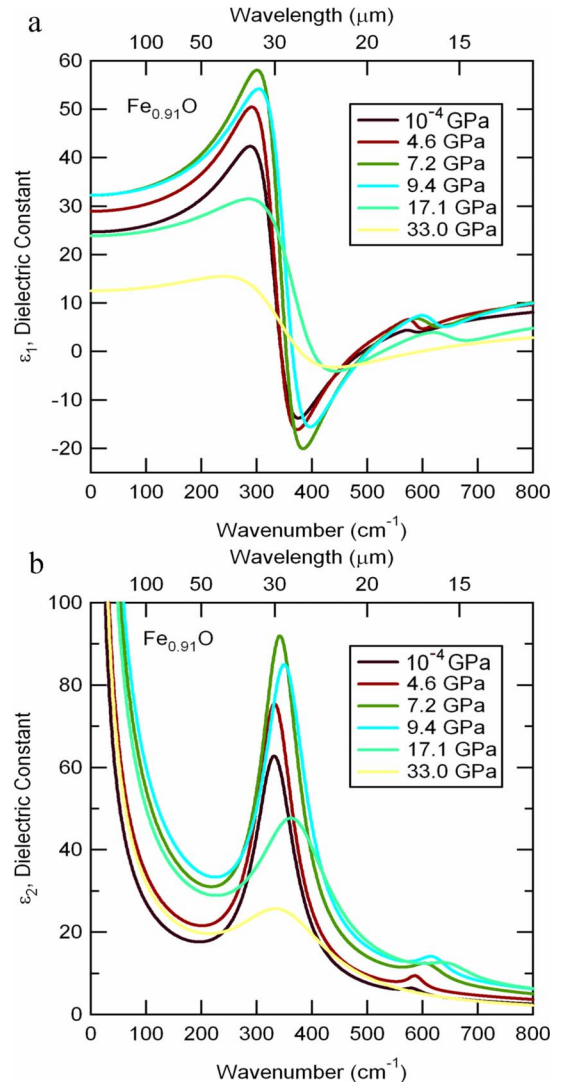 a
Wavelength (μm)
100 50 30 20 15
60
50
40
30
20
10
0
-10
-20
ε1, Dielectric Constant
Fe0.91O
10-4 GPa
4.6 GPa
7.2 GPa
9.4 GPa
17.1 GPa
33.0 GPa
0 100 200 300 400 500 600 700 800
Wavenumber (cm-1)
b
Wavelength (μm)
100 50 30 20 15
100
80
60
40
20
0
ε2, Dielectric Constant
Fe0.91O
10-4 GPa
4.6 GPa
7.2 GPa
9.4 GPa
17.1 GPa
33.0 GPa
0 100 200 300 400 500 600 700 800
Wavenumber (cm-1)